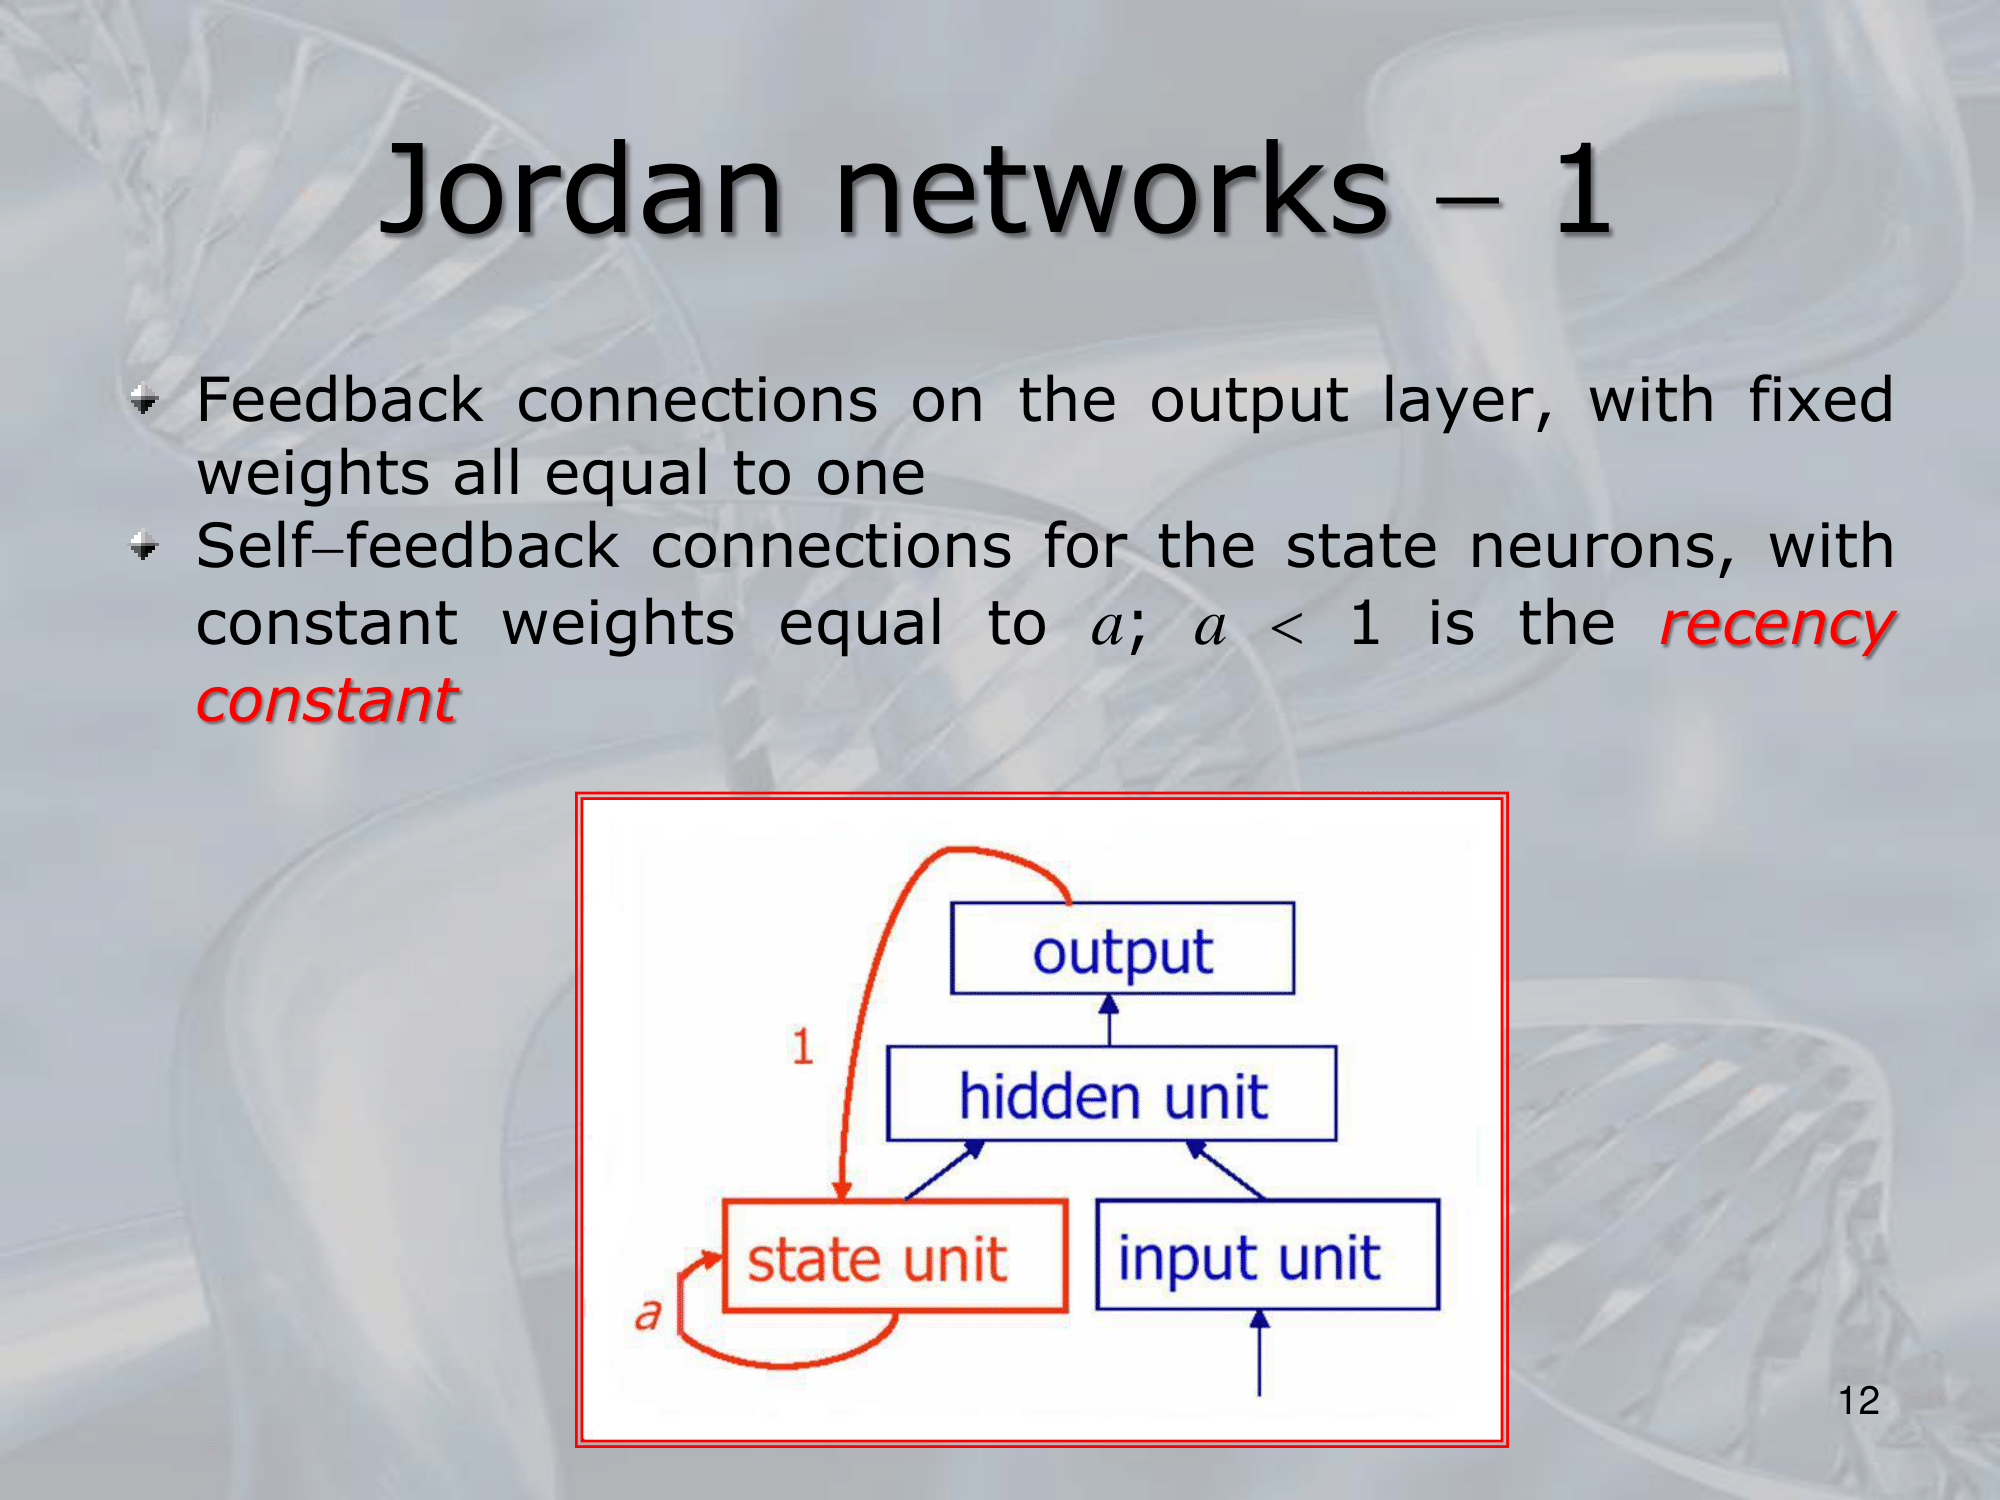 Jordan networks – 1
Feedback connections on the output layer, with fixed
weights all equal to one
Self–feedback connections for the state neurons, with
constant weights equal to a; a < 1 is the recency
constant
output
1
hidden unit
state unit
input unit
a
12